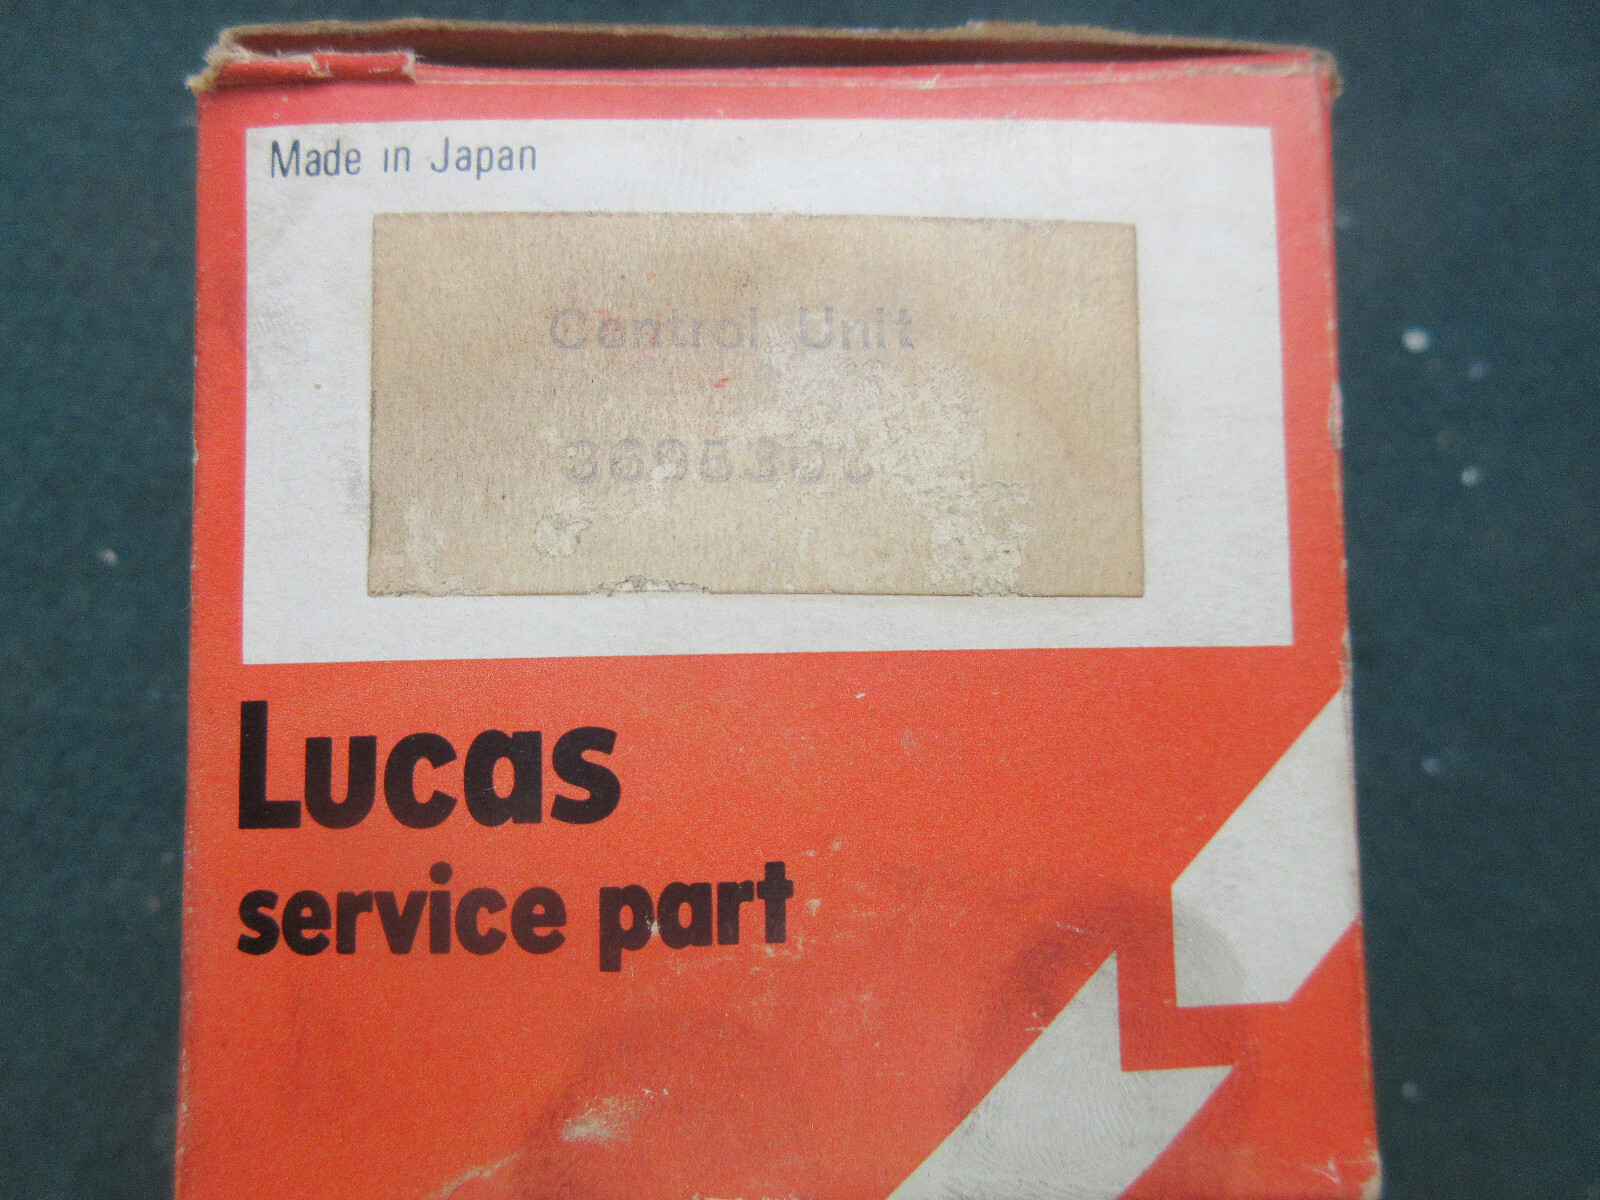 Made in Japan
Control Unit
Lucas
service part